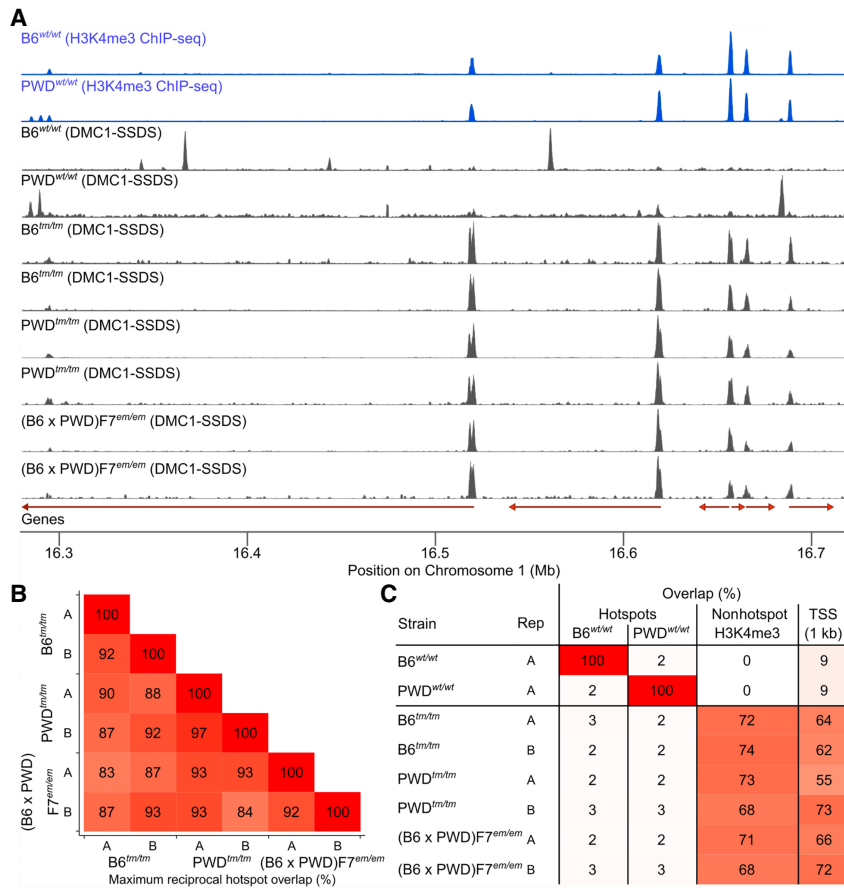 A
B6wt/wt (H3K4me3 ChIP-seq)
PWDwt/wt (H3K4me3 ChIP-seq)
B6wt/wt (DMC1-SSDS)
PWDwt/wt (DMC1-SSDS)
B6tm/tm (DMC1-SSDS)
B6tm/tm (DMC1-SSDS)
PWDtm/tm (DMC1-SSDS)
PWDtm/tm (DMC1-SSDS)
(B6 x PWD)F7em/em (DMC1-SSDS)
(B6 x PWD)F7em/em (DMC1-SSDS)
Genes
16.3 16.4 16.5 16.6 16.7
Position on Chromosome 1 (Mb)
B
B6tm/tm
A 100
B 92 100
PWDtm/tm
A 90 88 100
B 87 92 97 100
(B6 x PWD)
F7em/em
A 83 87 93 93 100
B 87 93 93 84 92 100
A B A B A B
B6tm/tm PWDtm/tm (B6 x PWD)F7em/em
Maximum reciprocal hotspot overlap (%)
C
Overlap (%)
Hotspots Nonhotspot TSS
Strain Rep B6wt/wt PWDwt/wt H3K4me3 (1 kb)
B6wt/wt A 100 2 0 9
PWDwt/wt A 2 100 0 9
B6tm/tm A 3 2 72 64
B6tm/tm B 2 2 74 62
PWDtm/tm A 2 2 73 55
PWDtm/tm B 3 3 68 73
(B6 x PWD)F7em/em A 2 2 71 66
(B6 x PWD)F7em/em B 3 3 68 72